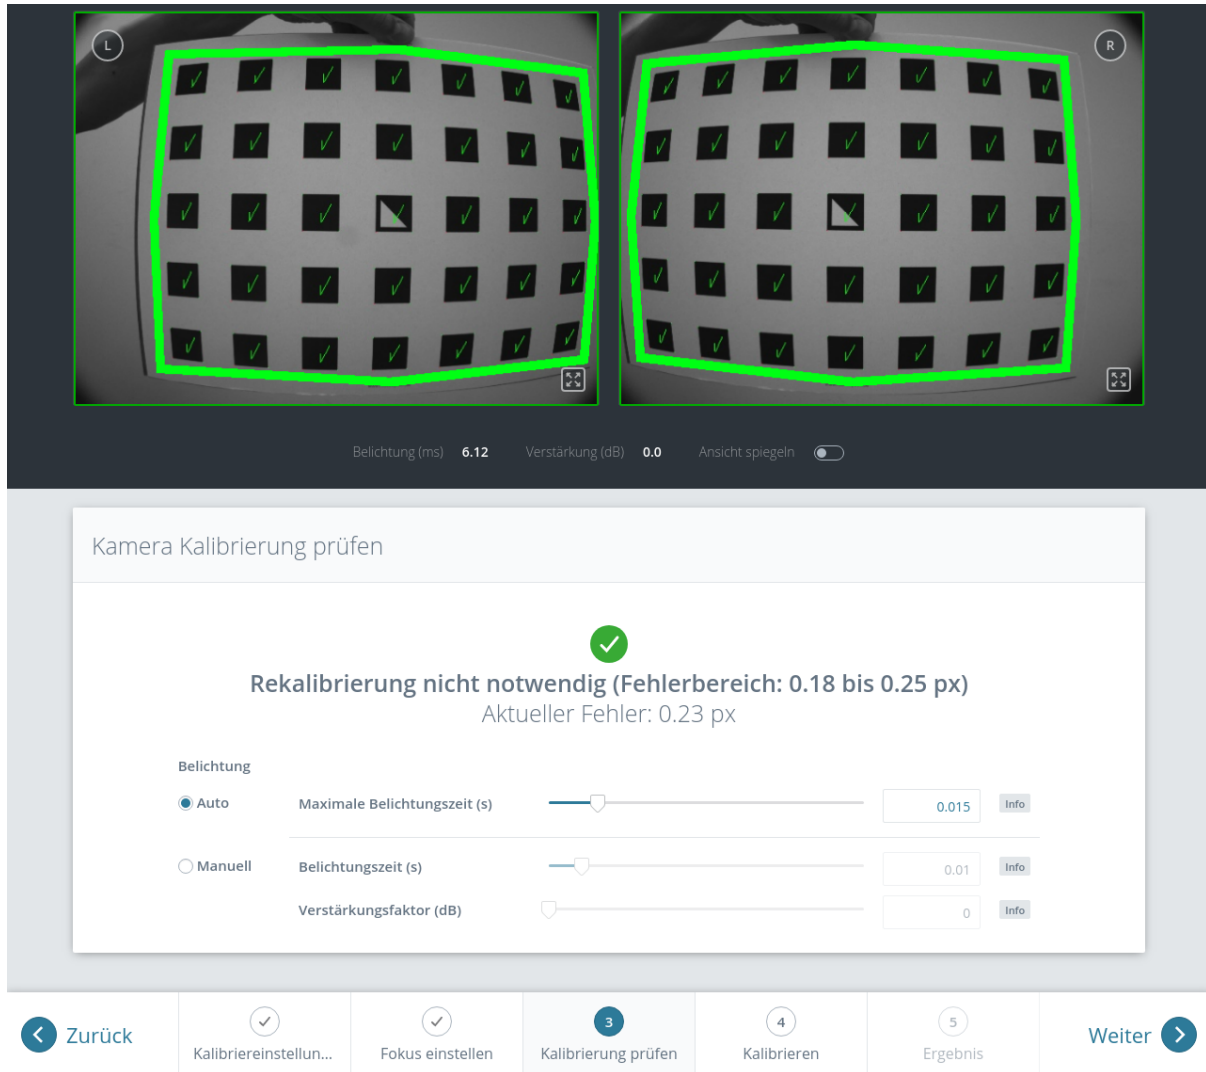 L
R
Belichtung (ms) 6.12 Verstärkung (dB) 0.0 Ansicht spiegeln
Kamera Kalibrierung prüfen
Rekalibrierung nicht notwendig (Fehlerbereich: 0.18 bis 0.25 px)
Aktueller Fehler: 0.23 px
Belichtung
Auto Maximale Belichtungszeit (s) 0.015 Info
Manuell Belichtungszeit (s) 0.01 Info
Verstärkungsfaktor (dB) 0 Info
Zurück
Kalibriereinstellun...
Fokus einstellen
3
Kalibrierung prüfen
4
Kalibrieren
5
Ergebnis
Weiter